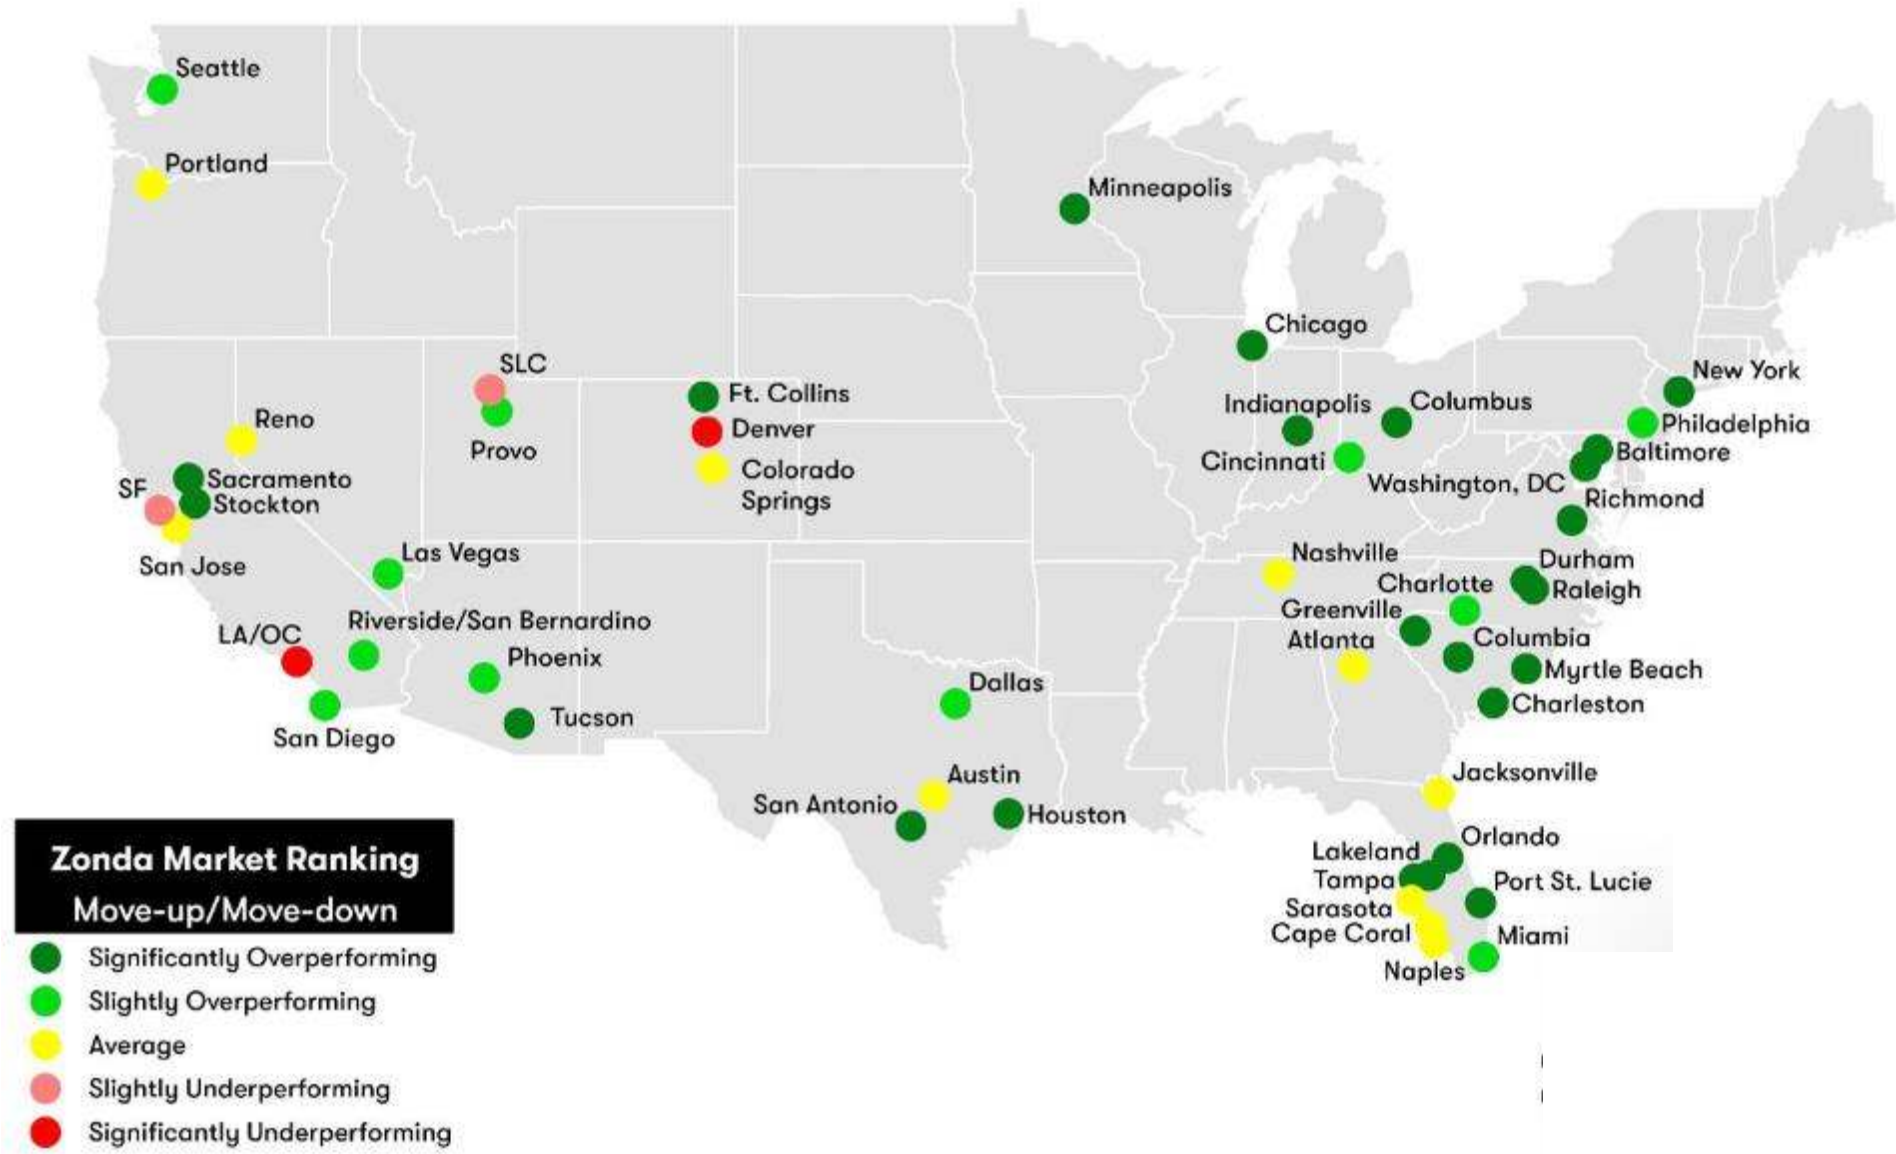 Seattle
Portland
Minneapolis
Chicago
SLC
New York
Ft. Collins
Columbus
Indianapolis
Reno
Philadelphia
Denver
Provo
Baltimore
Cincinnati
Colorado
Springs
Sacramento
SF
Washington, DC
Richmond
Stockton
Las Vegas
Nashville
Durham
San Jose
Charlotte
Raleigh
Greenville
Riverside/San Bernardino
LA/OC
Columbia
Atlanta
Phoenix
Myrtle Beach
Dallas
Charleston
Tucson
San Diego
Jacksonville
Austin
San Antonio
Houston
Orlando
Lakeland
Tampa
Port St. Lucie
Sarasota
Cape Coral
Miami
Naples
Zonda Market Ranking
Move-up/Move-down
Significantly Overperforming
Slightly Overperforming
Average
Slightly Underperforming
Significantly Underperforming